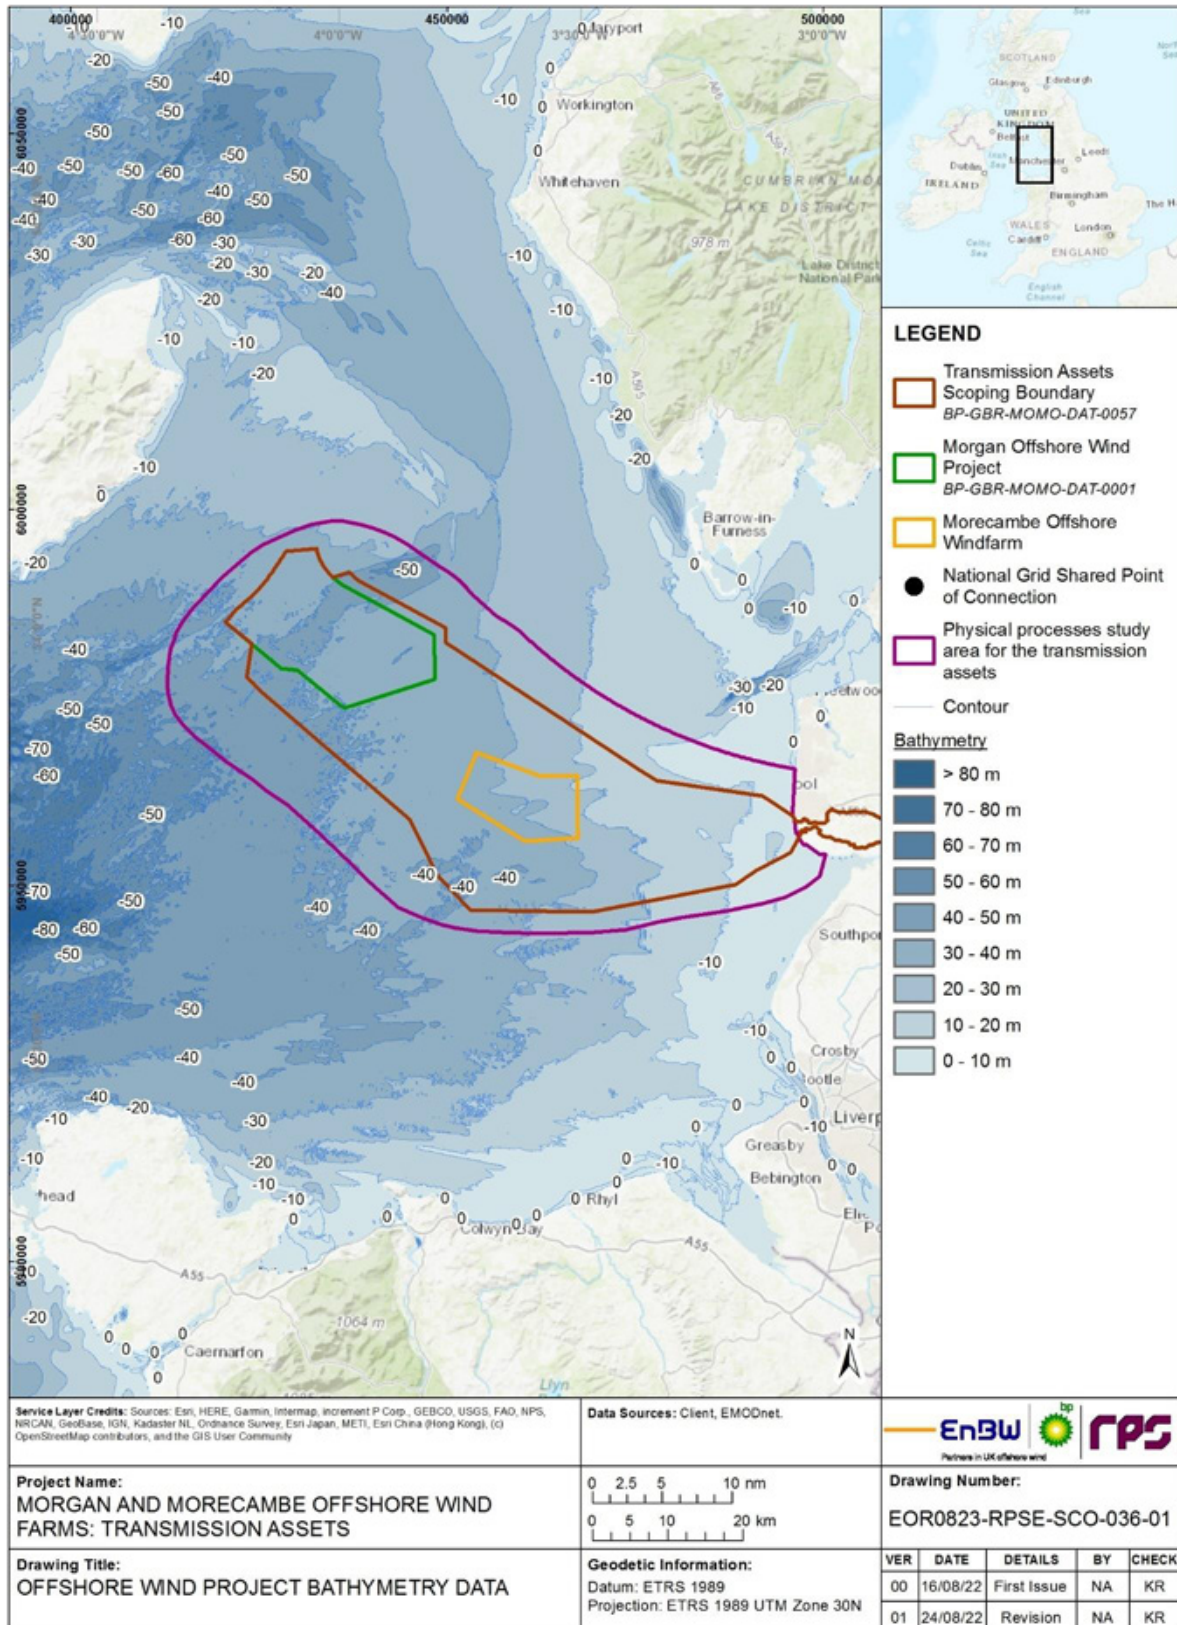 400000
450000
500000
4°30'0"W
4°0'0"W
3°30'0"W
3°0'0"W
6050000
6000000
5950000
-10
-20
-10
-20
-50
-40
-50
-50
-50
-40
-50
-50
-50
-60
-40
-50
-40
-50
-60
-50
-40
-30
-60
-30
-30
-20
-30
-20
-40
-20
-10
-10
-20
-10
0
-20
Workington
Whitehaven
CUMBRIAN
LAKE DISTRICT
978 m
Lake District
National Park
A66
A591
A595
0
-10
0
0
-10
-10
-10
-20
-20
Barrow-in-
Furness
0
0
0
-10
0
-30
-20
-10
0
0
-50
-40
-50
-50
-70
-60
-50
-70
-50
-80
-60
-50
-40
-40
-40
-40
-40
-50
-10
-50
-40
-40
-30
-40
-20
-10
-10
-20
-10
-10
0
-10
0
0
-10
0
0
0
0
-10
0
0
0
0
0
0
0
0
0
Crosby
Greasby
Bebington
Rhyl
Colwyn Bay
A55
A55
1064 m
Caernarfon
-20
0
0
0
0
0
Llyn
N
SCOTLAND
Glasgow
Edinburgh
UNITED
KINGDOM
Belfast
Irish
Sea
Dublin
IRELAND
Manchester
Leeds
Birmingham
WALES
Cardiff
London
ENGLAND
Celtic
Sea
English
Channel
LEGEND
Transmission Assets
Scoping Boundary
BP-GBR-MOMO-DAT-0057
Morgan Offshore Wind
Project
BP-GBR-MOMO-DAT-0001
Morecambe Offshore
Windfarm
National Grid Shared Point
of Connection
Physical processes study
area for the transmission
assets
Contour
Bathymetry
> 80 m
70 - 80 m
60 - 70 m
50 - 60 m
40 - 50 m
30 - 40 m
20 - 30 m
10 - 20 m
0 - 10 m
Service Layer Credits: Sources: Esri, HERE, Garmin, Intermap, increment P Corp., GEBCO, USGS, FAO, NPS,
NRCAN, GeoBase, IGN, Kadaster NL, Ordnance Survey, Esri Japan, METI, Esri China (Hong Kong), (c)
OpenStreetMap contributors, and the GIS User Community
Data Sources: Client, EMODnet.
EnBW
Partners in UK offshore wind
bp
rps
Project Name:
MORGAN AND MORECAMBE OFFSHORE WIND
FARMS: TRANSMISSION ASSETS
0 2.5 5 10 nm
0 5 10 20 km
Drawing Number:
EOR0823-RPSE-SCO-036-01
Drawing Title:
OFFSHORE WIND PROJECT BATHYMETRY DATA
Geodetic Information:
Datum: ETRS 1989
Projection: ETRS 1989 UTM Zone 30N
VER DATE DETAILS BY CHECK
00 16/08/22 First Issue NA KR
01 24/08/22 Revision NA KR